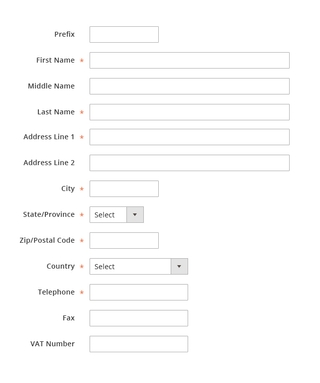 Prefix
First Name *
Middle Name
Last Name *
Address Line 1 *
Address Line 2
City *
State/Province * Select
Zip/Postal Code *
Country * Select
Telephone *
Fax
VAT Number